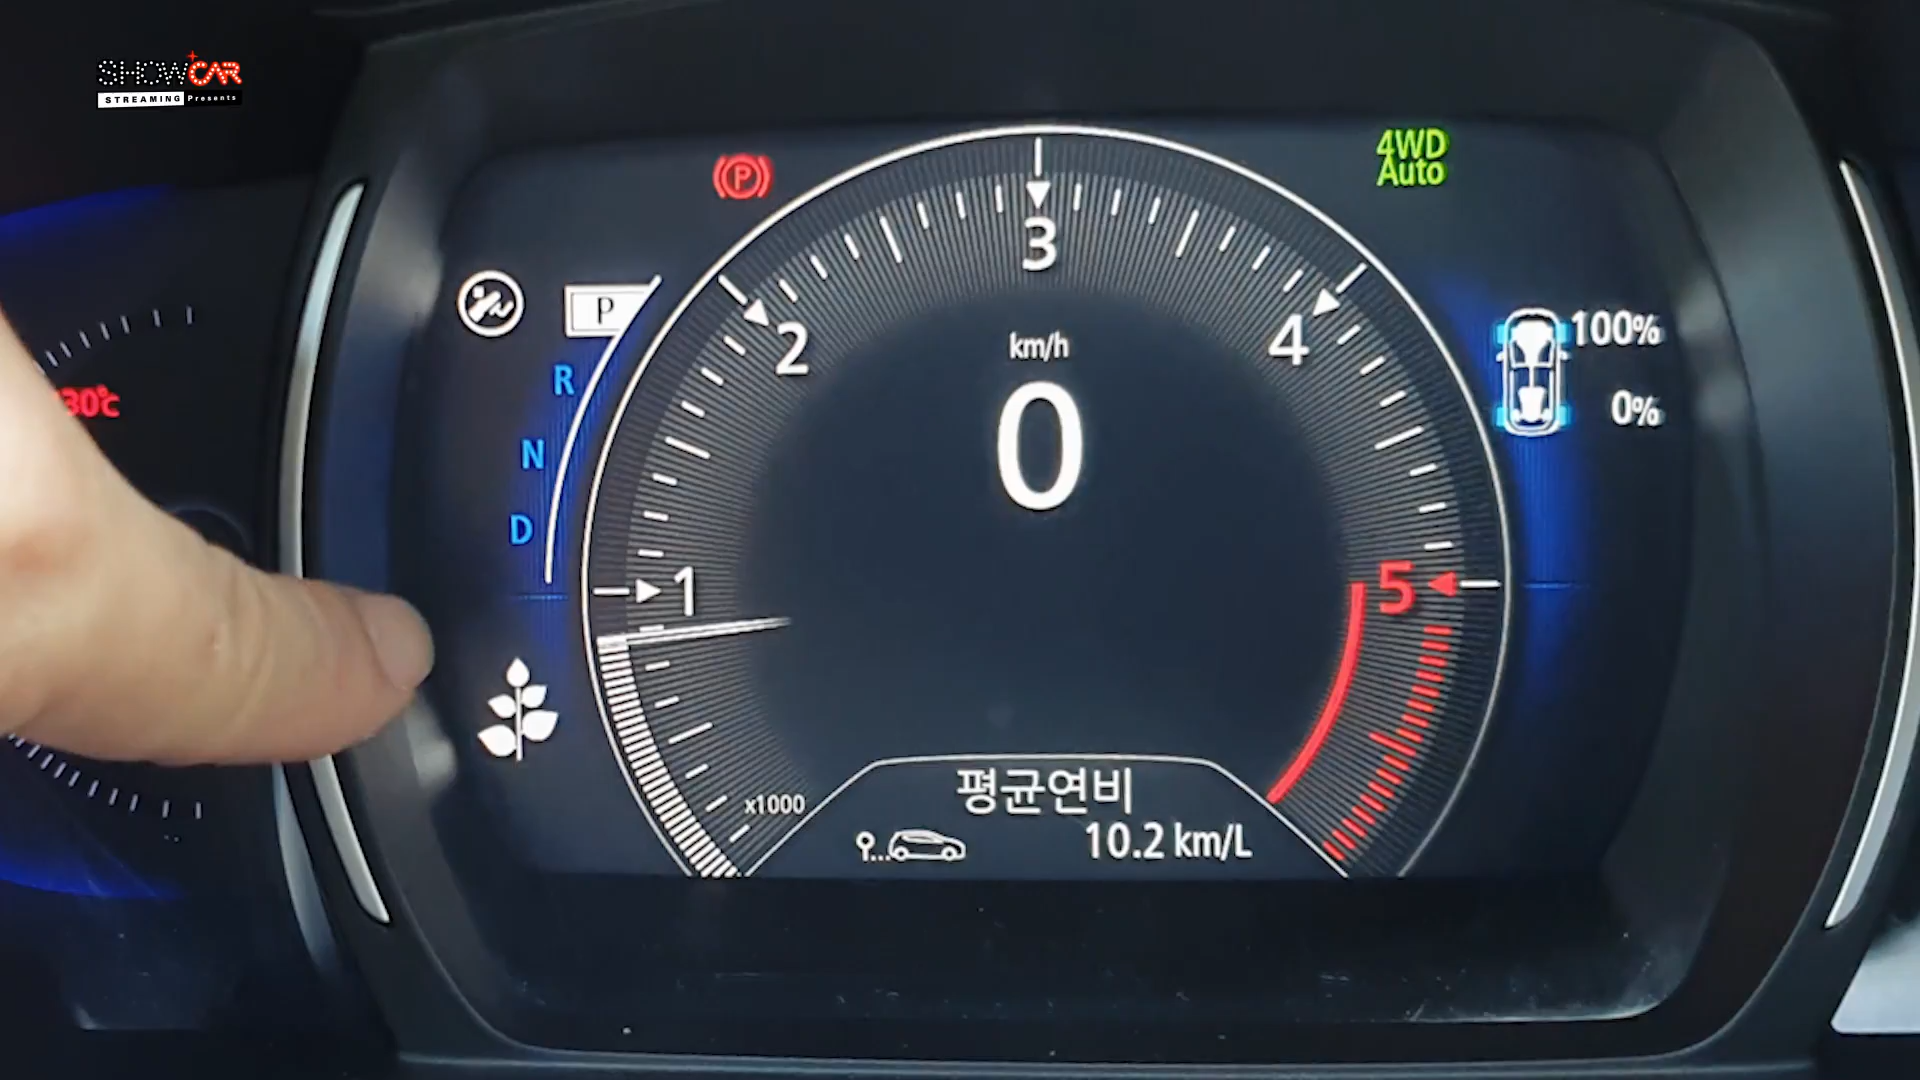 SHOWCAR
STREAMING Presents
4WD
Auto
P
P
R
N
D
30℃
1
2
3
4
5
km/h
0
100%
0%
x1000
평균연비
10.2 km/L